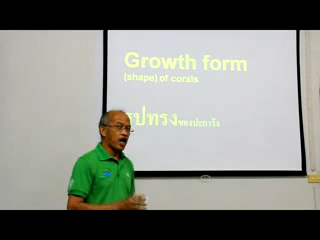 Growth form
(shape) of corals
รูปทรงของปะการัง